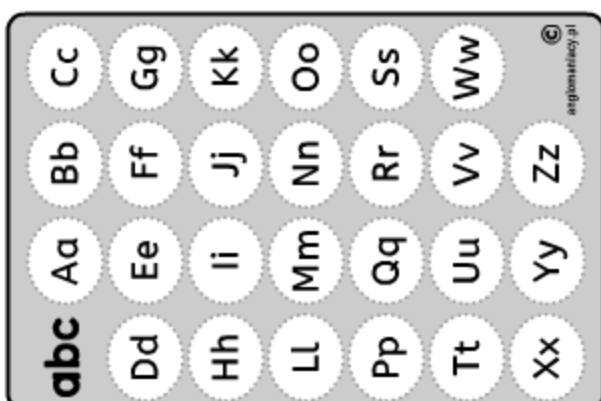 abc Aa Bb Cc
Dd Ee Ff Gg
Hh Ii Jj Kk
Ll Mm Nn Oo
Pp Qq Rr Ss
Tt Uu Vv Ww
Xx Yy Zz ©
anglomaniacy.pl